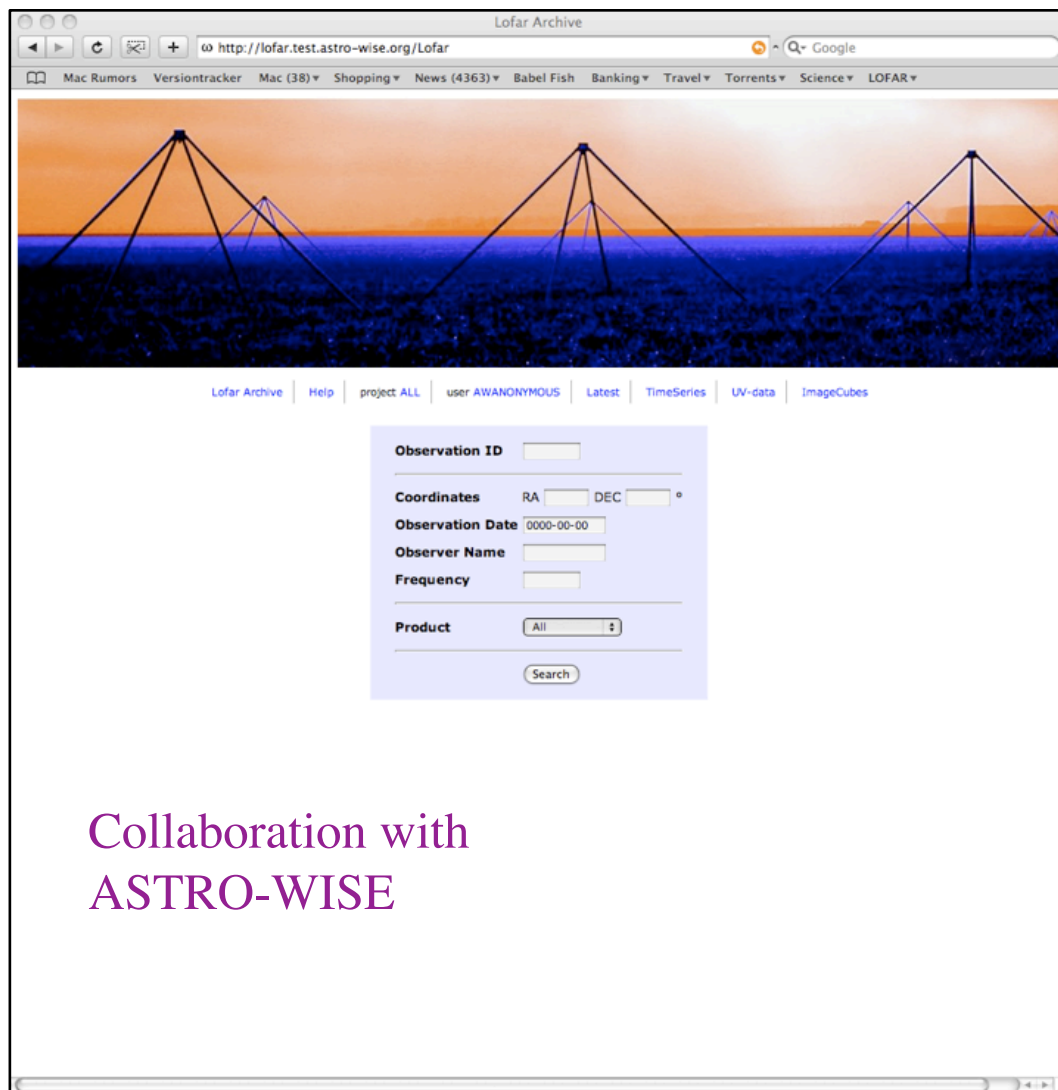 Lofar Archive
ω http://lofar.test.astro-wise.org/Lofar
Google
Mac Rumors Versiontracker Mac (38) Shopping News (4363) Babel Fish Banking Travel Torrents Science LOFAR
Lofar Archive Help project ALL user AWANONYMOUS Latest TimeSeries UV-data ImageCubes
Observation ID
Coordinates RA DEC °
Observation Date 0000-00-00
Observer Name
Frequency
Product All
Search
Collaboration with
ASTRO-WISE